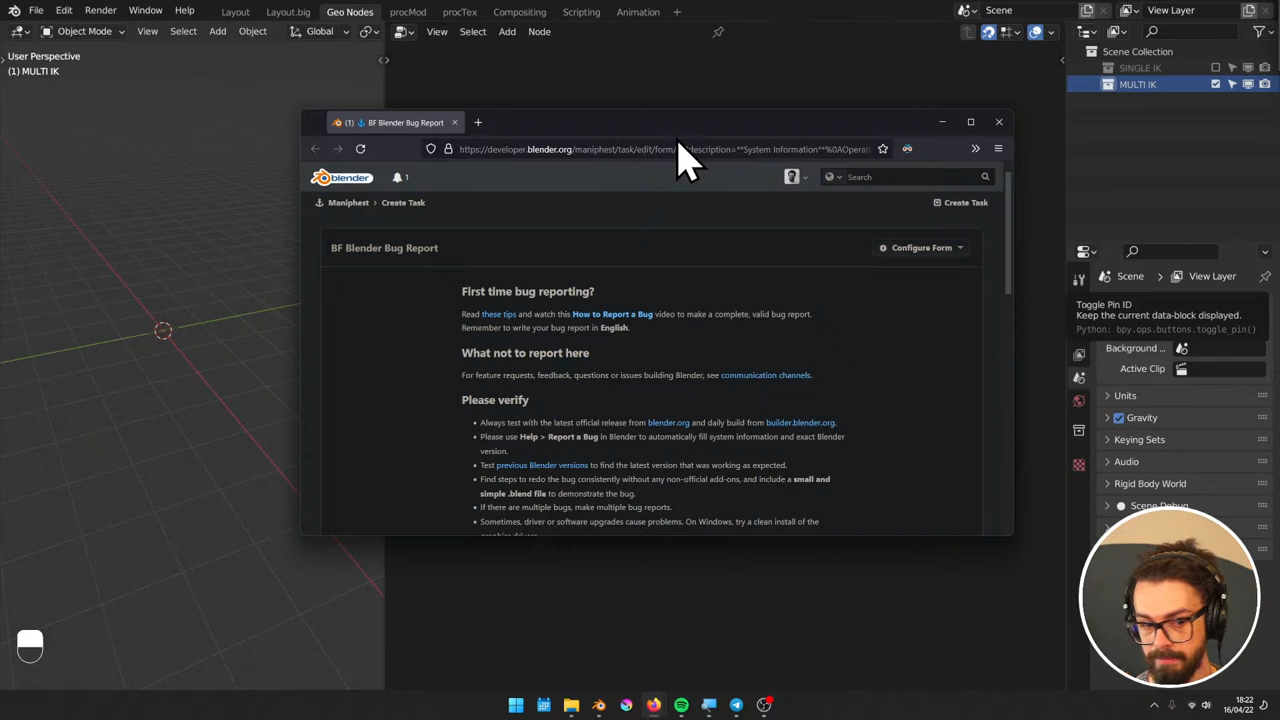 File Edit Render Window Help Layout Layout.big Geo Nodes procMod procTex Compositing Scripting Animation + Scene View Layer
Object Mode View Select Add Object Global View Select Add Node
User Perspective
(1) MULTI IK
Scene Collection
SINGLE IK
MULTI IK
(1) BF Blender Bug Report
https://developer.blender.org/maniphest/task/edit/form/ description=**System Information**%0AOperati
blender 1 Search
Maniphest > Create Task Create Task
BF Blender Bug Report Configure Form
First time bug reporting?
Read these tips and watch this How to Report a Bug video to make a complete, valid bug report.
Remember to write your bug report in English.
What not to report here
For feature requests, feedback, questions or issues building Blender, see communication channels.
Please verify
Always test with the latest official release from blender.org and daily build from builder.blender.org.
Please use Help > Report a Bug in Blender to automatically fill system information and exact Blender
version.
Test previous Blender versions to find the latest version that was working as expected.
Find steps to redo the bug consistently without any non-official add-ons, and include a small and
simple .blend file to demonstrate the bug.
If there are multiple bugs, make multiple bug reports.
Sometimes, driver or software upgrades cause problems. On Windows, try a clean install of the
graphics drivers.
Scene > View Layer
Toggle Pin ID
Keep the current data-block displayed.
Python: bpy.ops.buttons.toggle_pin()
Background ...
Active Clip
Units
Gravity
Keying Sets
Audio
Rigid Body World
Scene Debug
18:22
16/04/22